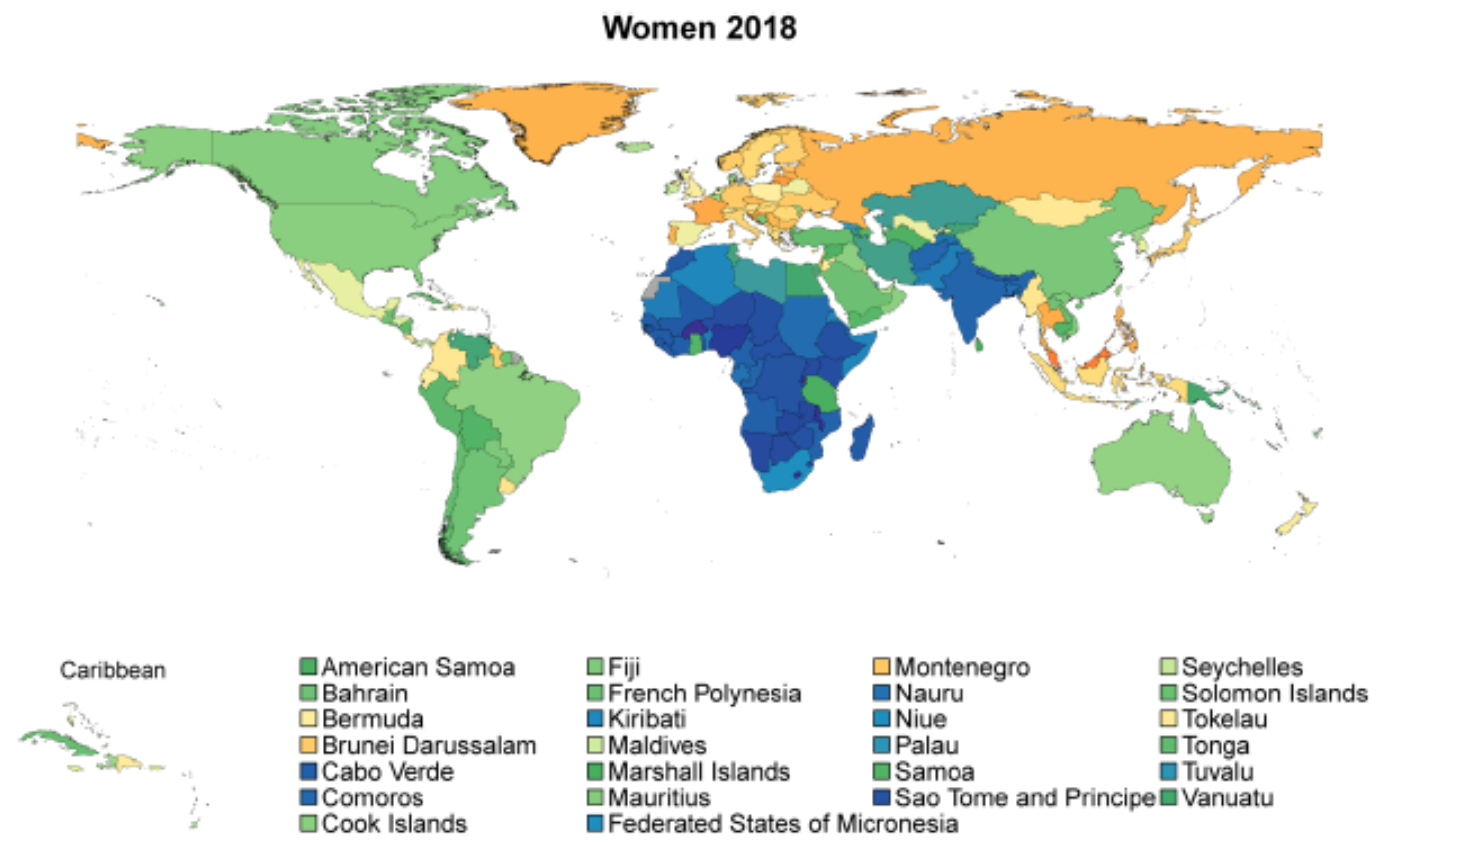 Women 2018
Caribbean
American Samoa
Bahrain
Bermuda
Brunei Darussalam
Cabo Verde
Comoros
Cook Islands
Fiji
French Polynesia
Kiribati
Maldives
Marshall Islands
Mauritius
Federated States of Micronesia
Montenegro
Nauru
Niue
Palau
Samoa
Sao Tome and Principe
Seychelles
Solomon Islands
Tokelau
Tonga
Tuvalu
Vanuatu